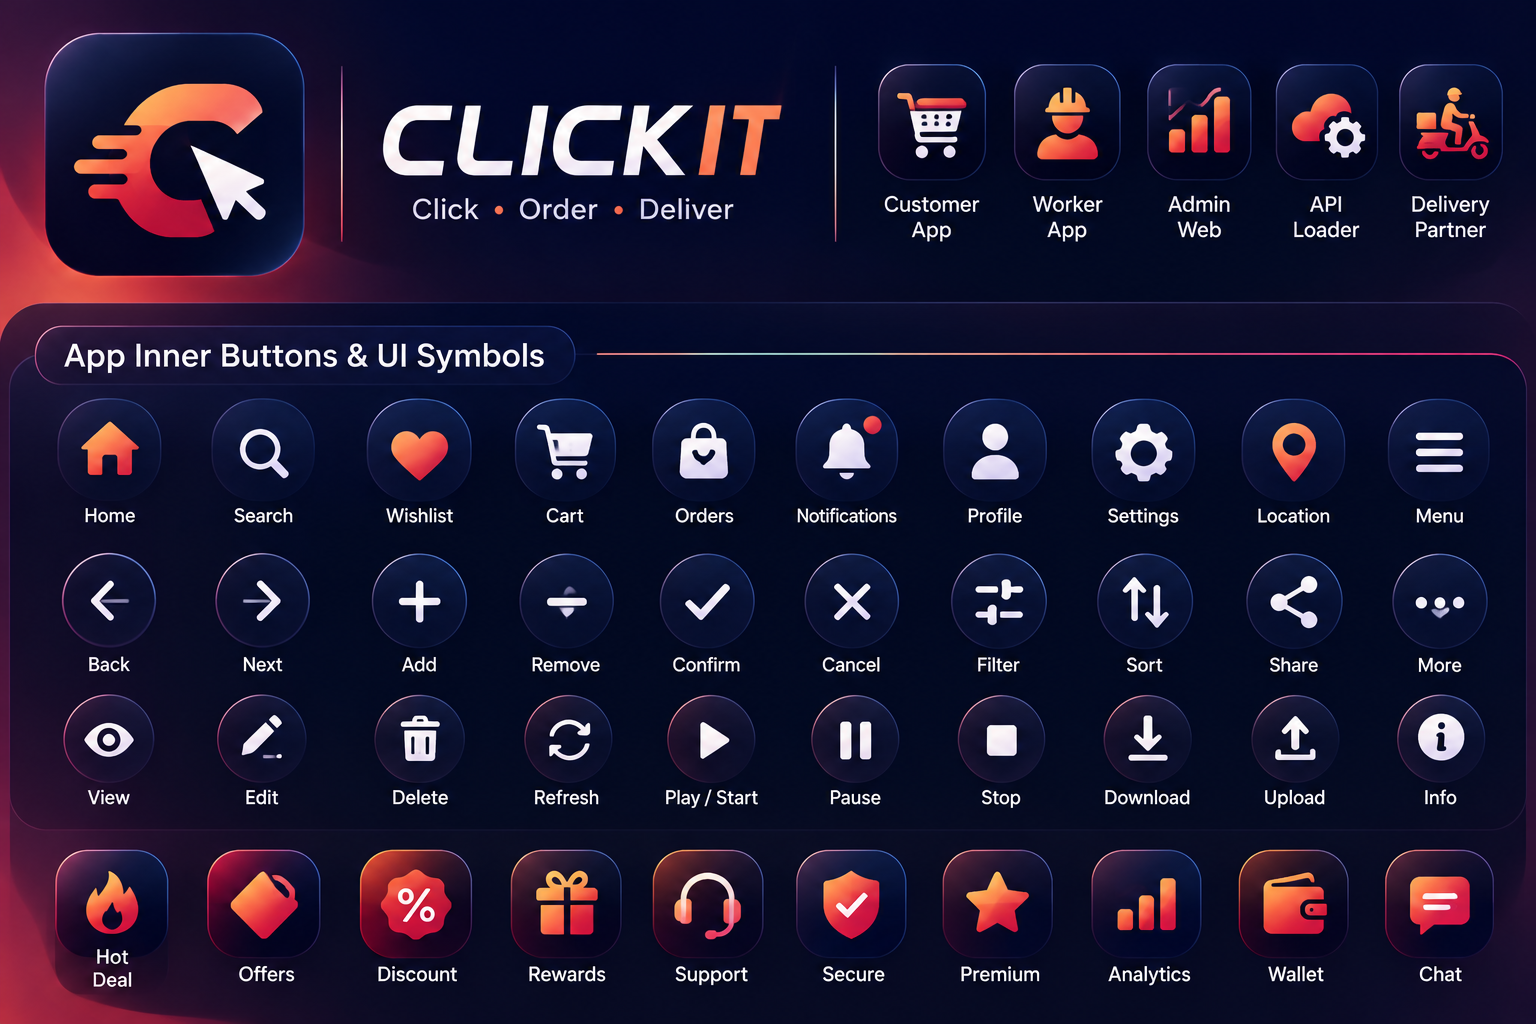 CLICKIT
Click • Order • Deliver
Customer
App
Worker
App
Admin
Web
API
Loader
Delivery
Partner
App Inner Buttons & UI Symbols
Home
Search
Wishlist
Cart
Orders
Notifications
Profile
Settings
Location
Menu
Back
Next
Add
Remove
Confirm
Cancel
Filter
Sort
Share
More
View
Edit
Delete
Refresh
Play / Start
Pause
Stop
Download
Upload
Info
%
Hot
Deal
Offers
Discount
Rewards
Support
Secure
Premium
Analytics
Wallet
Chat